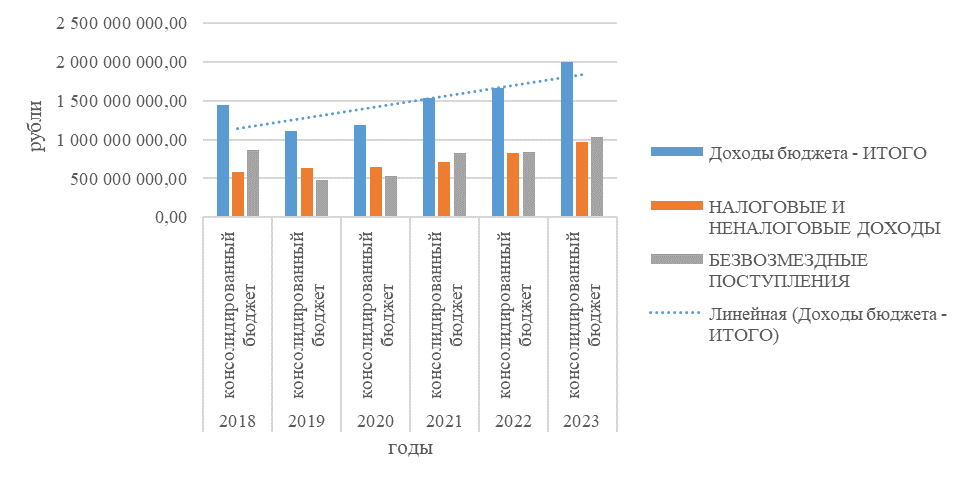 2 500 000 000,00
2 000 000 000,00
1 500 000 000,00
1 000 000 000,00
500 000 000,00
0,00
рубли
консолидированный
бюджет
консолидированный
бюджет
консолидированный
бюджет
консолидированный
бюджет
консолидированный
бюджет
консолидированный
бюджет
2018 2019 2020 2021 2022 2023
годы
Доходы бюджета - ИТОГО
НАЛОГОВЫЕ И
НЕНАЛОГОВЫЕ ДОХОДЫ
БЕЗВОЗМЕЗДНЫЕ
ПОСТУПЛЕНИЯ
Линейная (Доходы бюджета -
ИТОГО)